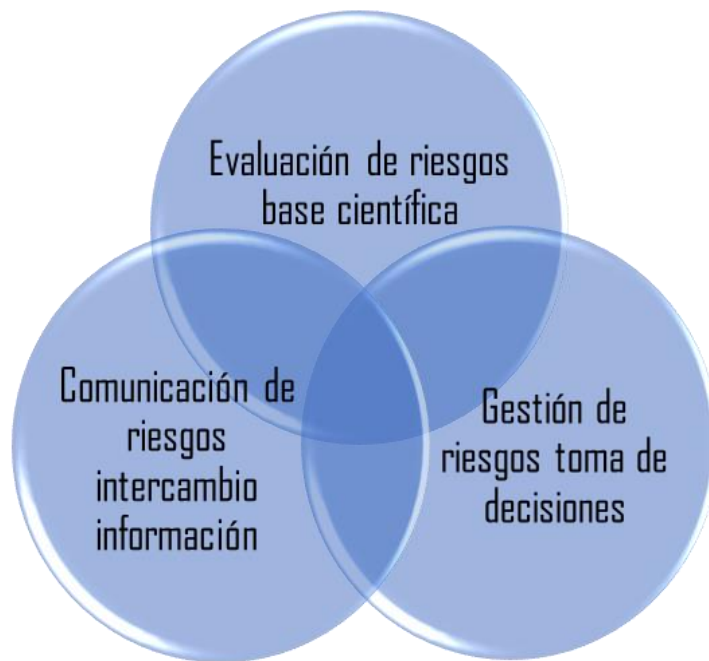 Evaluación de riesgos
base científica
Comunicación de
riesgos
intercambio
información
Gestión de
riesgos toma de
decisiones